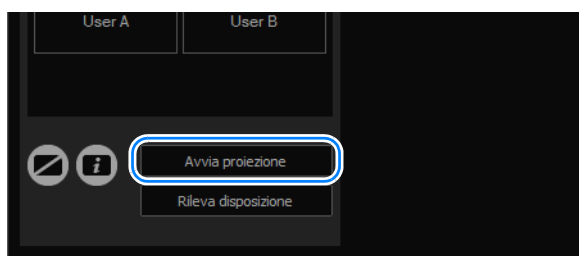 User A
User B
i
Avvia proiezione
Rileva disposizione